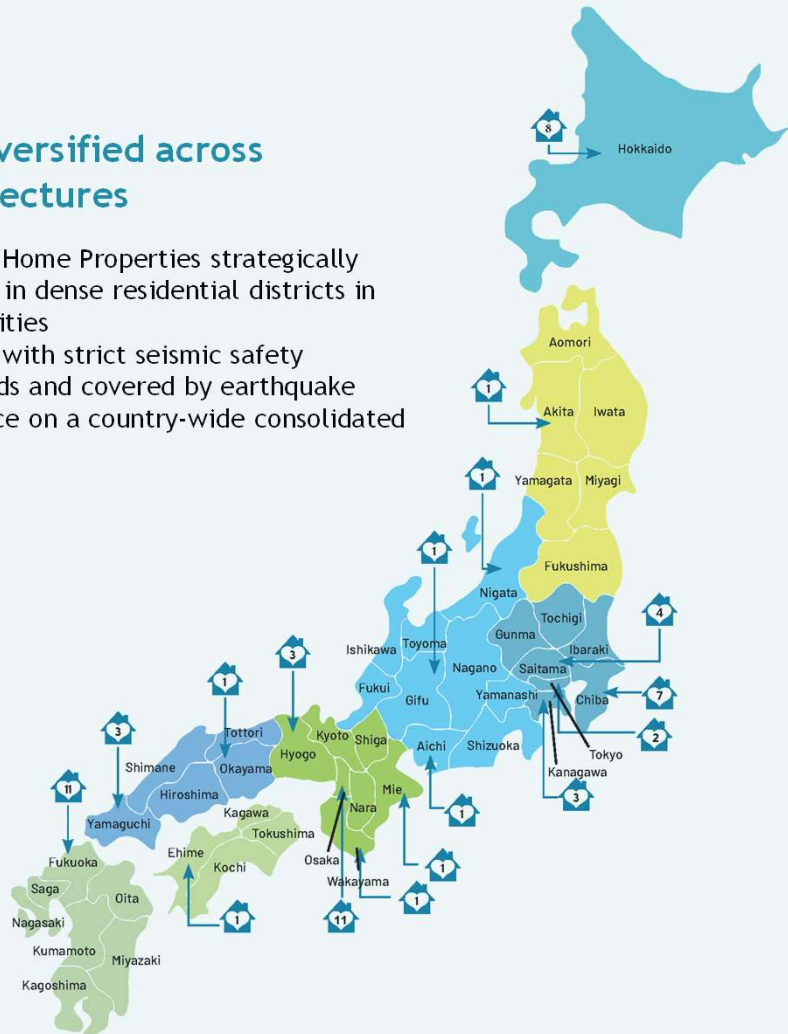 8
Hokkaido
versified across
ectures
Home Properties strategically
in dense residential districts in
ities
with strict seismic safety
ds and covered by earthquake
ce on a country-wide consolidated
Aomori
1
Akita
Iwata
1
Yamagata
Miyagi
1
Fukushima
Nigata
Tochigi
4
Gunma
Ibaraki
3
Ishikawa
Toyoma
Saitama
Nagano
1
Fukui
Gifu
Yamanashi
Chiba
7
3
Tottori
Kyoto
Shiga
2
Hyogo
Aichi
Shizuoka
Tokyo
Shimane
Okayama
Kanagawa
11
Hiroshima
Mie
3
Nara
1
Kagawa
Yamaguchi
Tokushima
Ehime
Osaka
Fukuoka
Kochi
1
Wakayama
Saga
Oita
1
1
11
Nagasaki
Kumamoto
Miyazaki
Kagoshima